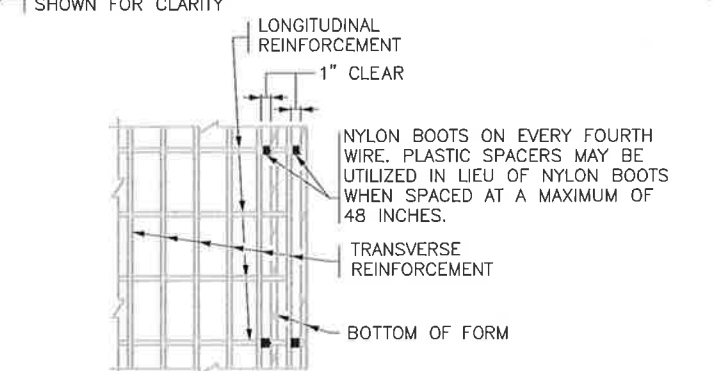 SHOWN FOR CLARITY
LONGITUDINAL
REINFORCEMENT
1" CLEAR
NYLON BOOTS ON EVERY FOURTH
WIRE. PLASTIC SPACERS MAY BE
UTILIZED IN LIEU OF NYLON BOOTS
WHEN SPACED AT A MAXIMUM OF
48 INCHES.
TRANSVERSE
REINFORCEMENT
BOTTOM OF FORM